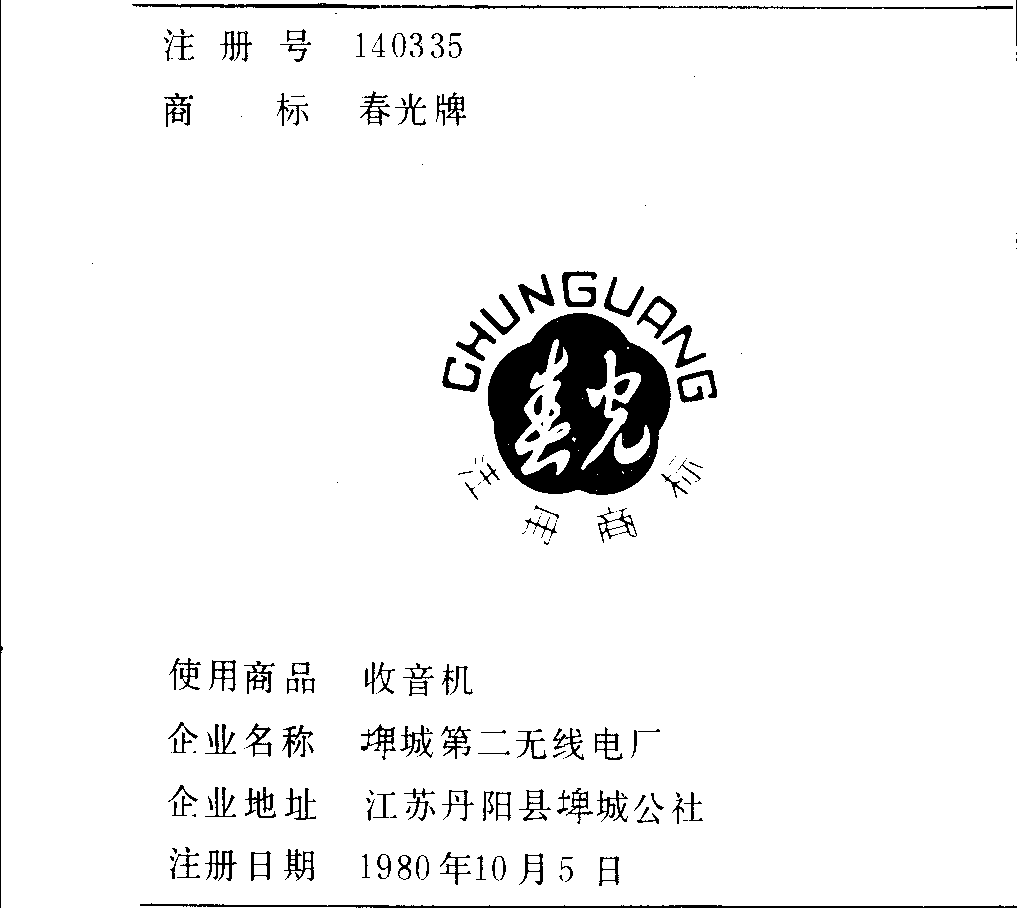 注册号 140335
商标 春光牌
CHUNGUANG
春光
注册商标
使用商品 收音机
企业名称 埤城第二无线电厂
企业地址 江苏丹阳县埤城公社
注册日期 1980年10月5日